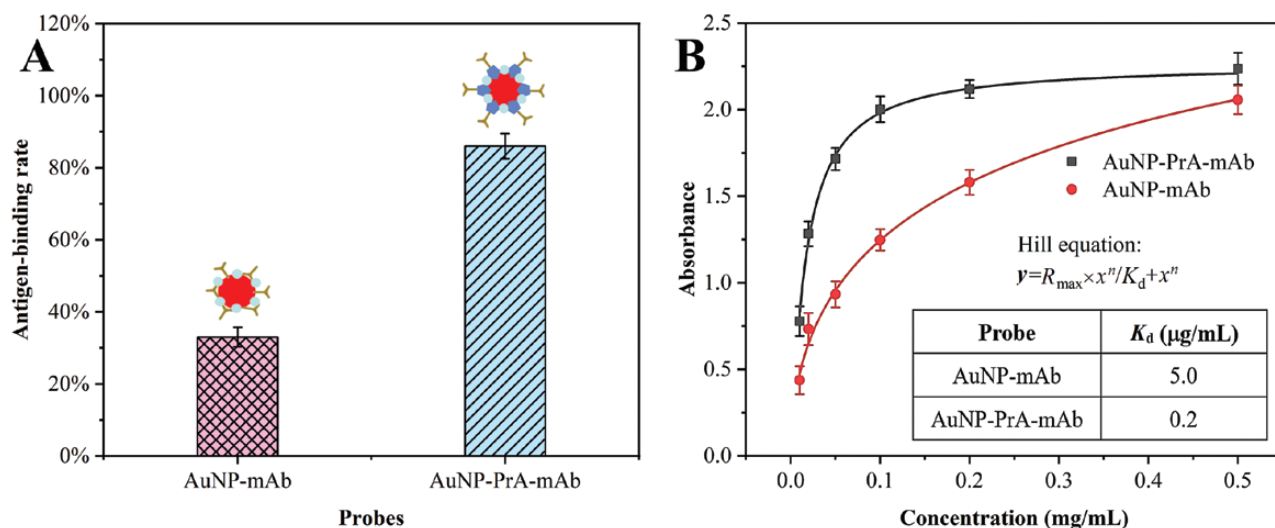 A
Antigen-binding rate
120%
100%
80%
60%
40%
20%
0%
AuNP-mAb
AuNP-PrA-mAb
Probes
B
Absorbance
2.5
2.0
1.5
1.0
0.5
0.0
AuNP-PrA-mAb
AuNP-mAb
Hill equation:
y=Rmax×xⁿ/Kd+xⁿ
Probe Kd (μg/mL)
AuNP-mAb 5.0
AuNP-PrA-mAb 0.2
0.0 0.1 0.2 0.3 0.4 0.5
Concentration (mg/mL)